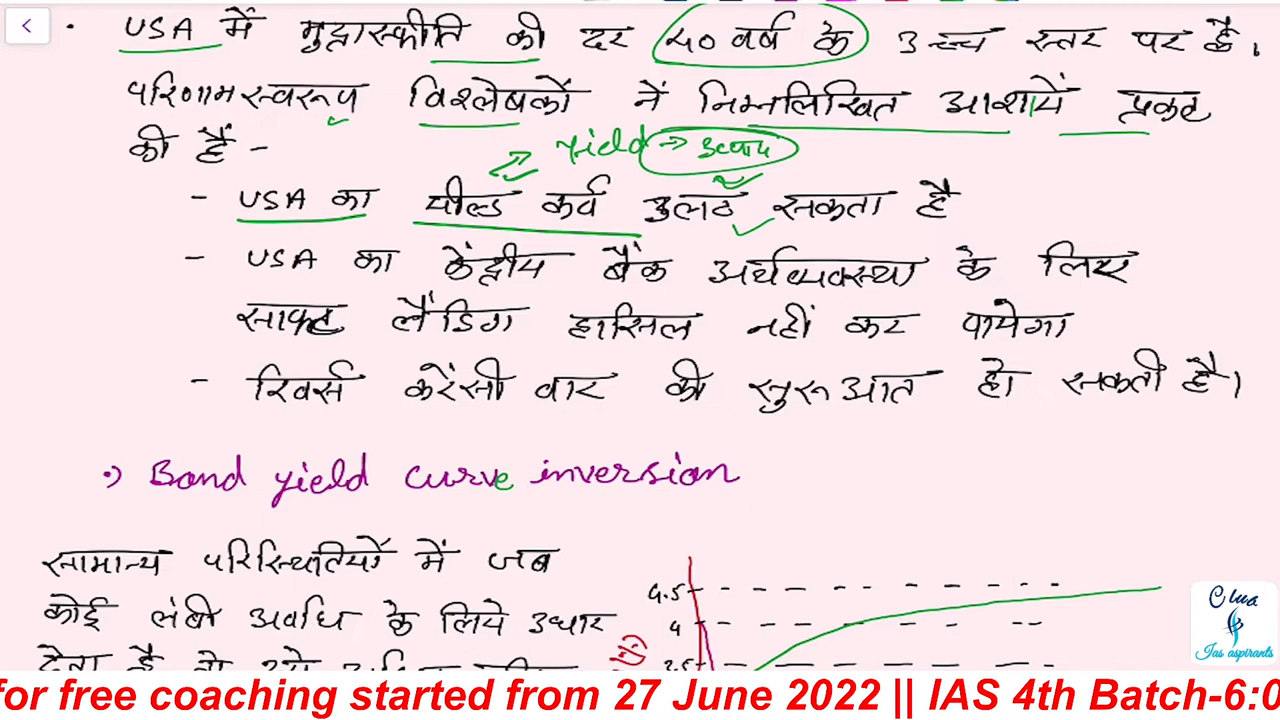 · USA में मुद्रास्फीति की दर 40 वर्ष के उच्च स्तर पर है।
परिणामस्वरूप विश्लेषकों ने निम्नलिखित आशायें प्रकट
की हैं -
yield →
- USA का यील्ड कर्व उलट सकता है
- USA का केंद्रीय बैंक अर्थव्यवस्था के लिए
साफ्ट लैंडिंग हासिल नहीं कर पायेगा
- रिवर्स करेंसी वार की स्तुरूआत हो सकती है।
Bond yield curve inversion
सामान्य परिस्थितियों में जब
कोई लंबी अवधि के लिये उधार
देता है
4.5
4
Clue
Ias aspirants
for free coaching started from 27 June 2022 || IAS 4th Batch-6:0